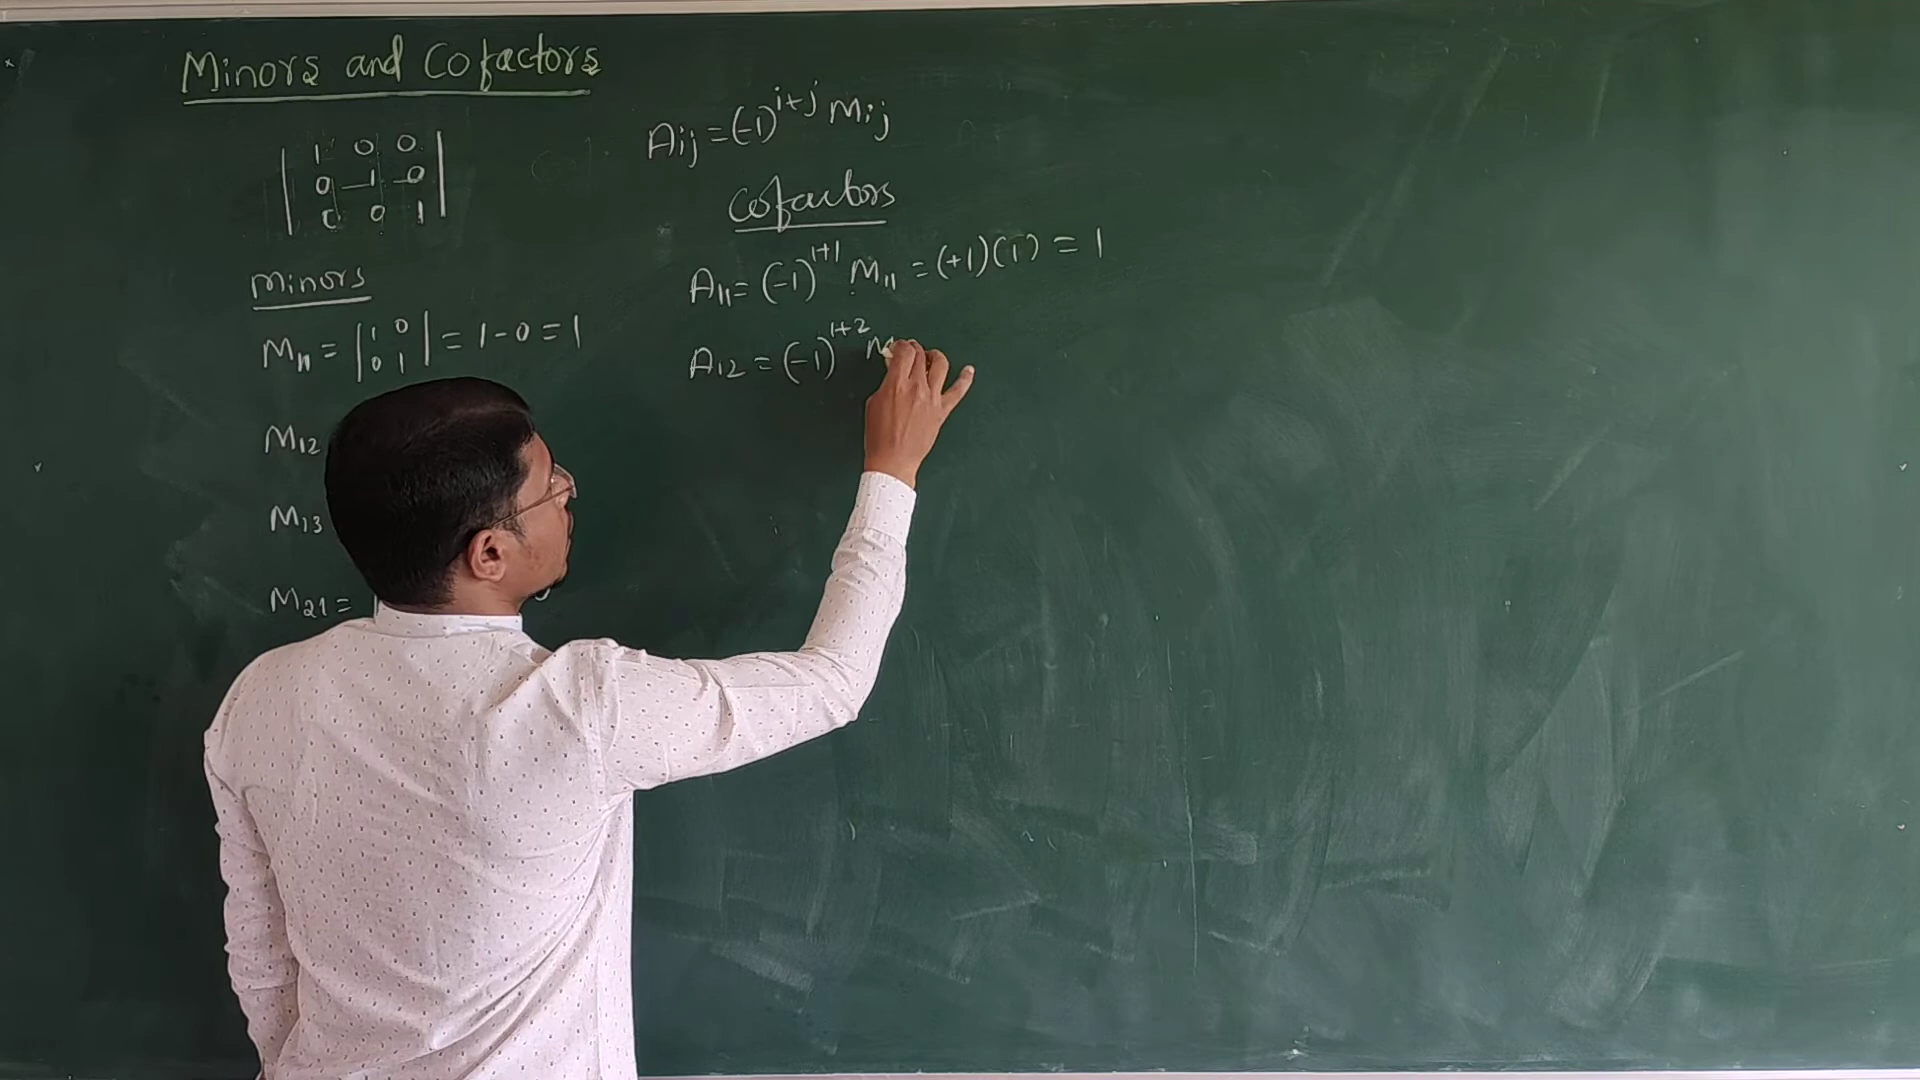 Minors and Cofactors
| 1 0 0 |
| 0 1 0 |
| 0 0 1 |
Minors
M11 = | 1 0 | = 1 - 0 = 1
| 0 1 |
M12
M13
M21 =
Aij = (-1)^i+j Mij
Cofactors
A11 = (-1)^1+1 M11 = (+1)(1) = 1
A12 = (-1)^1+2 M